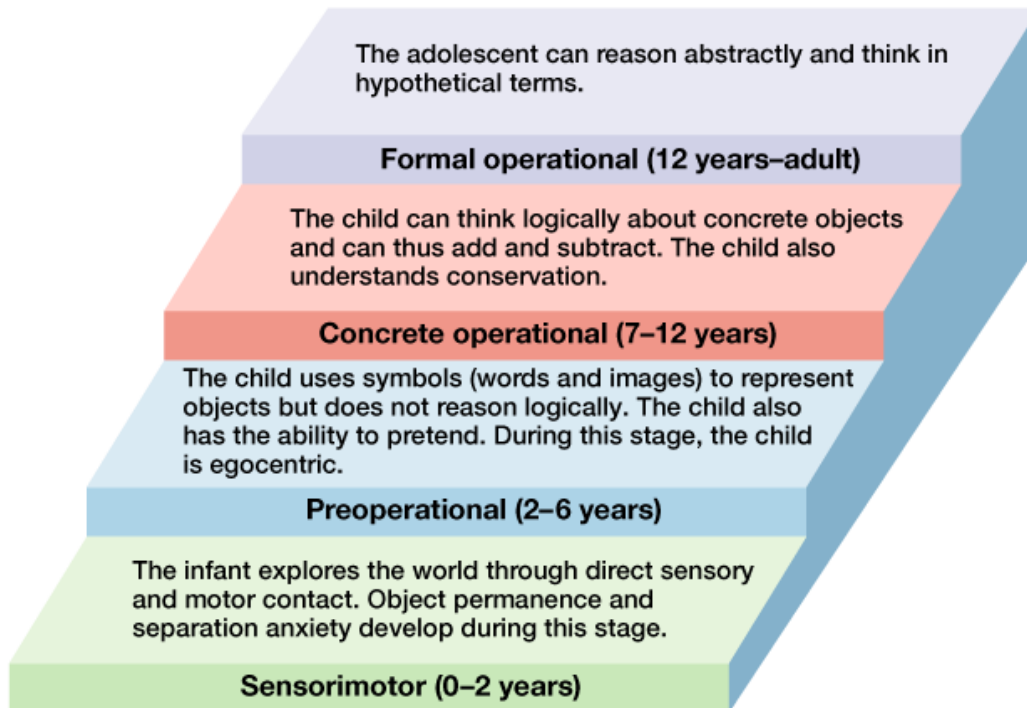 The adolescent can reason abstractly and think in
hypothetical terms.
Formal operational (12 years–adult)
The child can think logically about concrete objects
and can thus add and subtract. The child also
understands conservation.
Concrete operational (7–12 years)
The child uses symbols (words and images) to represent
objects but does not reason logically. The child also
has the ability to pretend. During this stage, the child
is egocentric.
Preoperational (2–6 years)
The infant explores the world through direct sensory
and motor contact. Object permanence and
separation anxiety develop during this stage.
Sensorimotor (0–2 years)